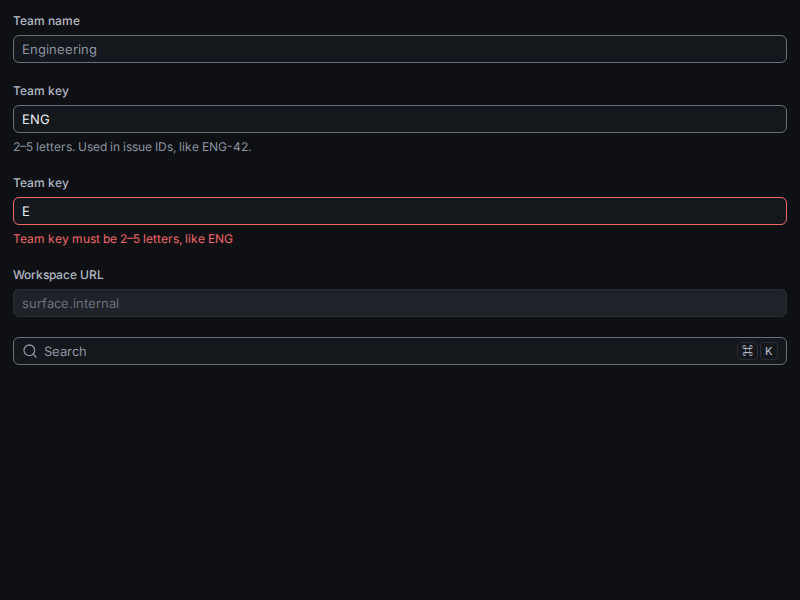 Team name
Engineering
Team key
ENG
2–5 letters. Used in issue IDs, like ENG-42.
Team key
E
Team key must be 2–5 letters, like ENG
Workspace URL
surface.internal
Search ⌘ K